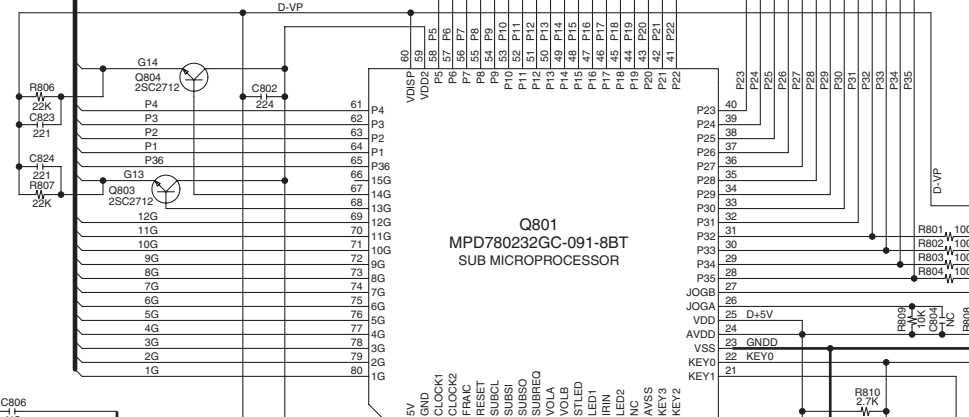 D-VP
P5 P6 P7 P8 P9 P10 P11 P12 P13 P14 P15 P16 P17 P18 P19 P20 P21 P22
60 59 58 57 56 55 54 53 52 51 50 49 48 47 46 45 44 43 42 41
VDISP VDD2 P5 P6 P7 P8 P9 P10 P11 P12 P13 P14 P15 P16 P17 P18 P19 P20 P21 P22
P23 P24 P25 P26 P27 P28 P29 P30 P31 P32 P33 P34 P35
G14
Q804
2SC2712
R806
22K
C823
221
C802
224
C824
221
R807
22K
G13
Q803
2SC2712
P4 61 P4
P3 62 P3
P2 63 P2
P1 64 P1
P36 65 P36
66 15G
67 14G
68 13G
12G 69 12G
11G 70 11G
10G 71 10G
9G 72 9G
8G 73 8G
7G 74 7G
6G 75 6G
5G 76 5G
4G 77 4G
3G 78 3G
2G 79 2G
1G 80 1G
Q801
MPD780232GC-091-8BT
SUB MICROPROCESSOR
P23 40
P24 39
P25 38
P26 37
P27 36
P28 35
P29 34
P30 33
P31 32
P32 31
P33 30
P34 29
P35 28
JOGB 27
JOGA 26
VDD 25 D+5V
AVDD 24
VSS 23 GNDD
KEY0 22 KEY0
KEY1 21
D-VP
R801 100
R802 100
R803 100
R804 100
R809
10K
C804
NC
R808
R810
2.7K
5V GND CLOCK1 CLOCK2 FRAIC RESET SUBCL SUBSI SUBSO SUBREQ VOLA VOLB STLED LED1 IRIN LED2 NC AVSS KEY3 KEY2
C806